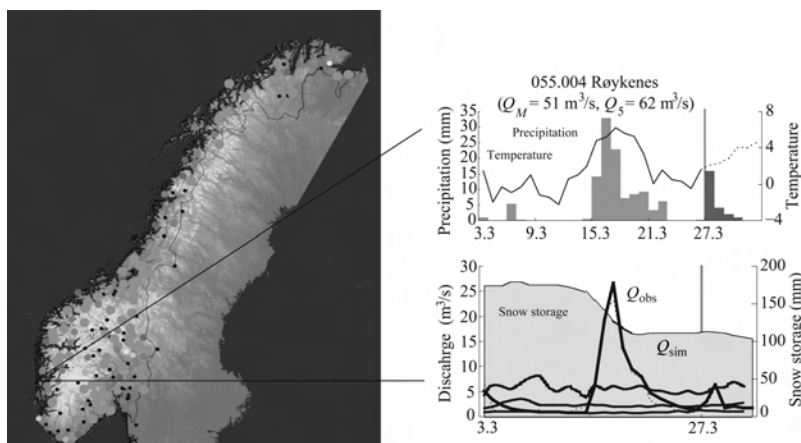 055.004 Røykenes
(Q_M = 51 m³/s, Q_5 = 62 m³/s)
Precipitation (mm)
35
30
25
20
15
10
5
0
Precipitation
Temperature
8
4
0
−4
Temperature
3.3 9.3 15.3 21.3 27.3
Discahrge (m³/s)
30
25
20
15
10
5
0
Snow storage
Q_obs
Q_sim
200
150
100
50
0
Snow storage (mm)
3.3 27.3